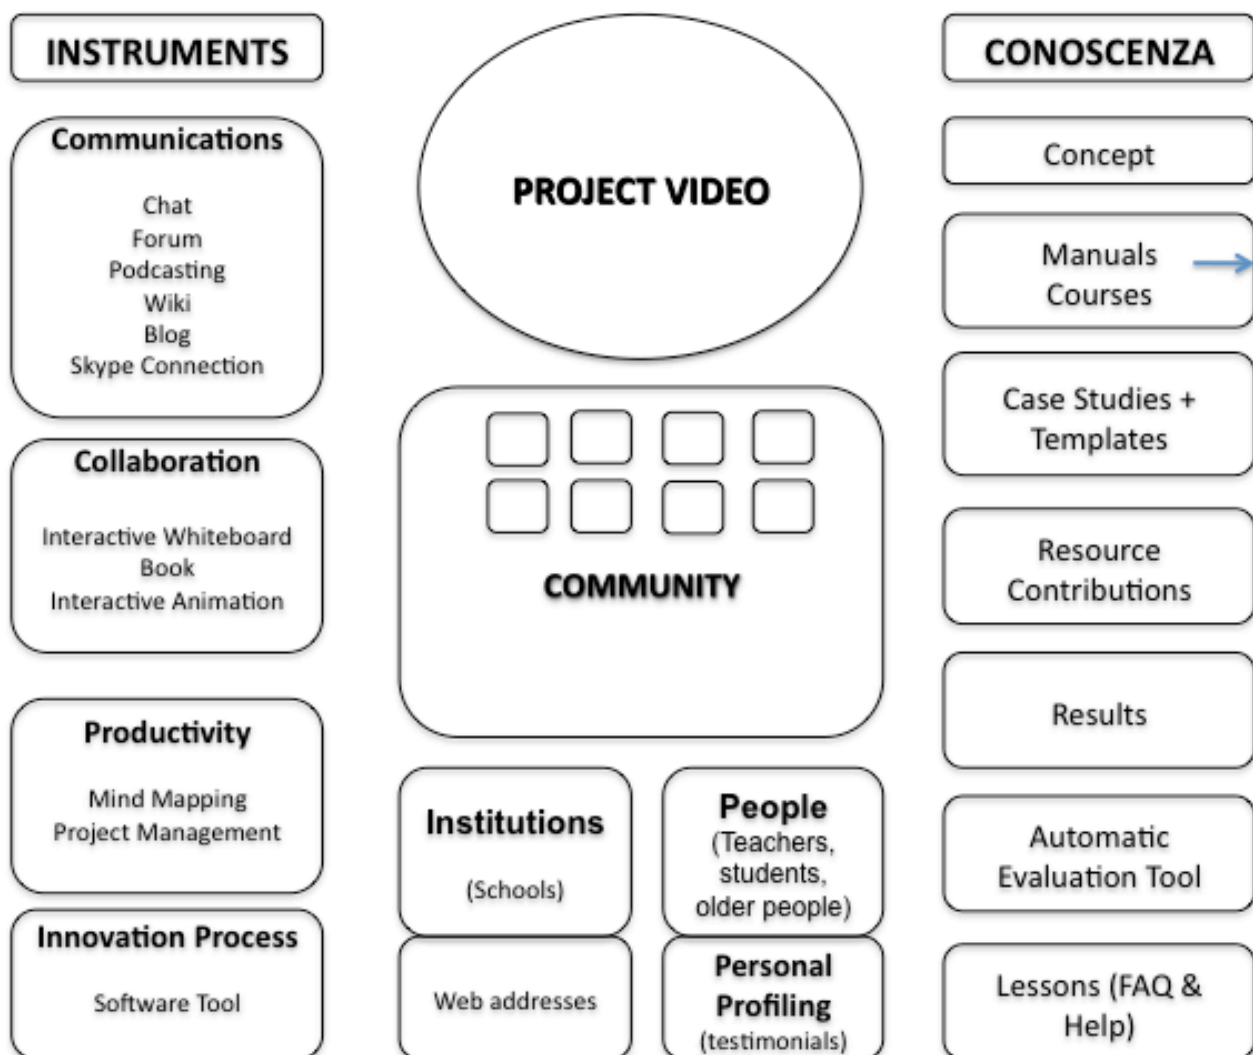 INSTRUMENTS
Communications
Chat
Forum
Podcasting
Wiki
Blog
Skype Connection
Collaboration
Interactive Whiteboard
Book
Interactive Animation
Productivity
Mind Mapping
Project Management
Innovation Process
Software Tool
PROJECT VIDEO
COMMUNITY
Institutions
(Schools)
Web addresses
People
(Teachers,
students,
older people)
Personal
Profiling
(testimonials)
CONOSCENZA
Concept
Manuals
Courses
Case Studies +
Templates
Resource
Contributions
Results
Automatic
Evaluation Tool
Lessons (FAQ &
Help)